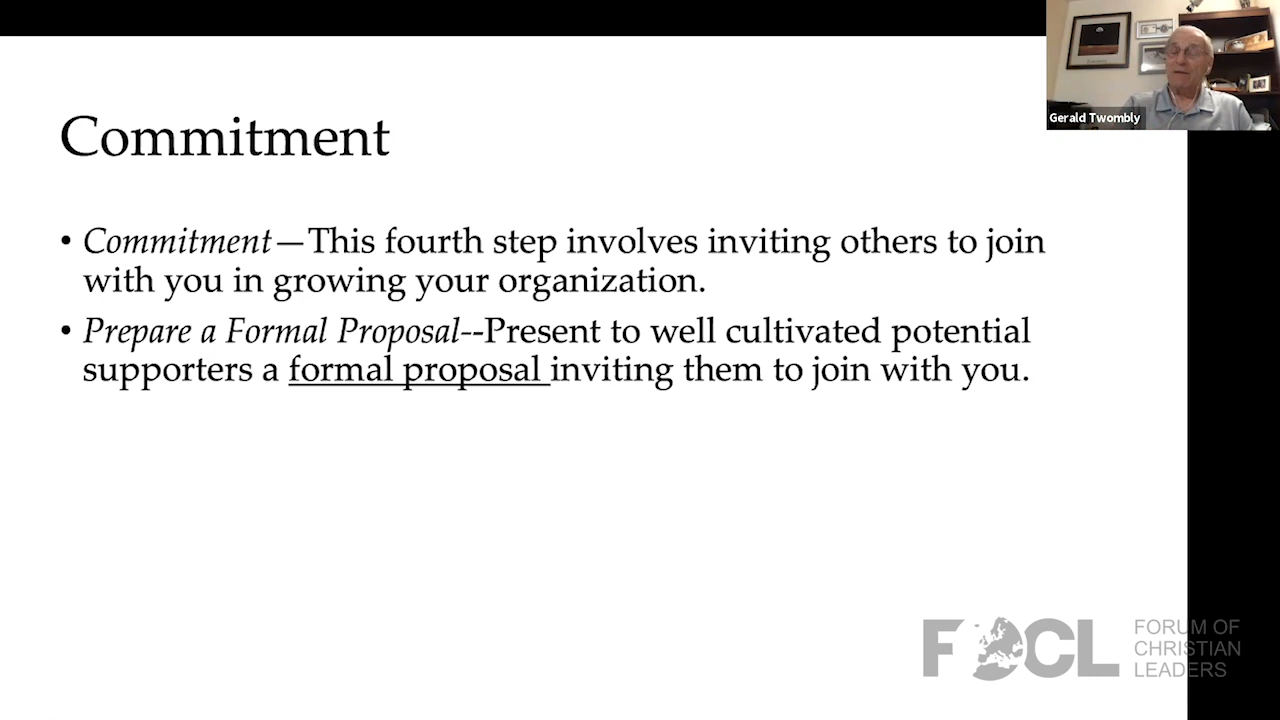 Gerald Twombly
Commitment
• Commitment—This fourth step involves inviting others to join
with you in growing your organization.
• Prepare a Formal Proposal--Present to well cultivated potential
supporters a formal proposal inviting them to join with you.
FOCL
FORUM OF
CHRISTIAN
LEADERS